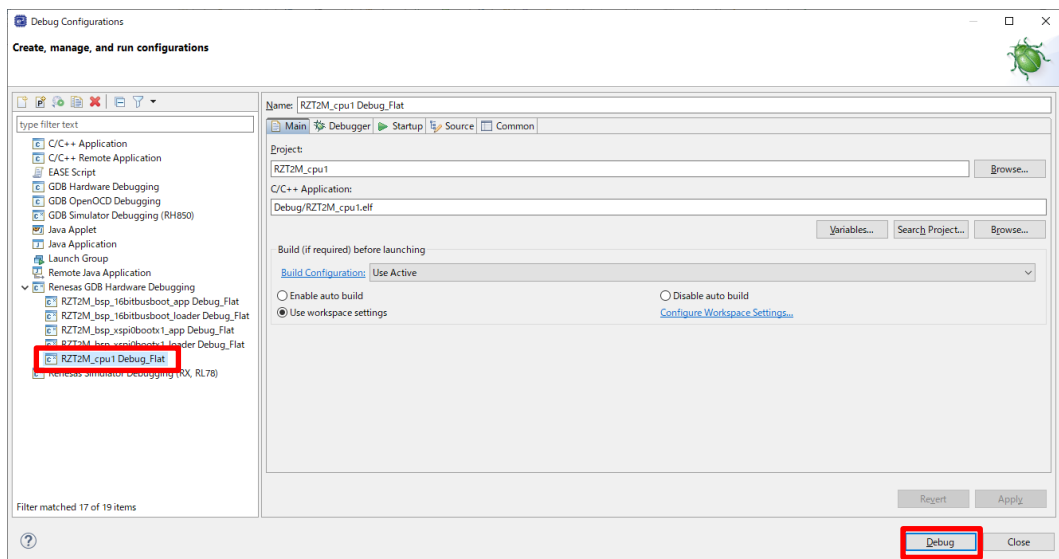 Debug Configurations
Create, manage, and run configurations
type filter text
C/C++ Application
C/C++ Remote Application
EASE Script
GDB Hardware Debugging
GDB OpenOCD Debugging
GDB Simulator Debugging (RH850)
Java Applet
Java Application
Launch Group
Remote Java Application
Renesas GDB Hardware Debugging
RZT2M_bsp_16bitbusboot_app Debug_Flat
RZT2M_bsp_16bitbusboot_loader Debug_Flat
RZT2M_bsp_xspi0bootx1_app Debug_Flat
RZT2M_bsp_xspi0bootx1_loader Debug_Flat
RZT2M_cpu1 Debug_Flat
Renesas Simulator Debugging (RX, RL78)
Filter matched 17 of 19 items
Name: RZT2M_cpu1 Debug_Flat
Main Debugger Startup Source Common
Project:
RZT2M_cpu1 Browse...
C/C++ Application:
Debug/RZT2M_cpu1.elf
Variables... Search Project... Browse...
Build (if required) before launching
Build Configuration: Use Active
Enable auto build Disable auto build
Use workspace settings Configure Workspace Settings...
Revert Apply
Debug Close